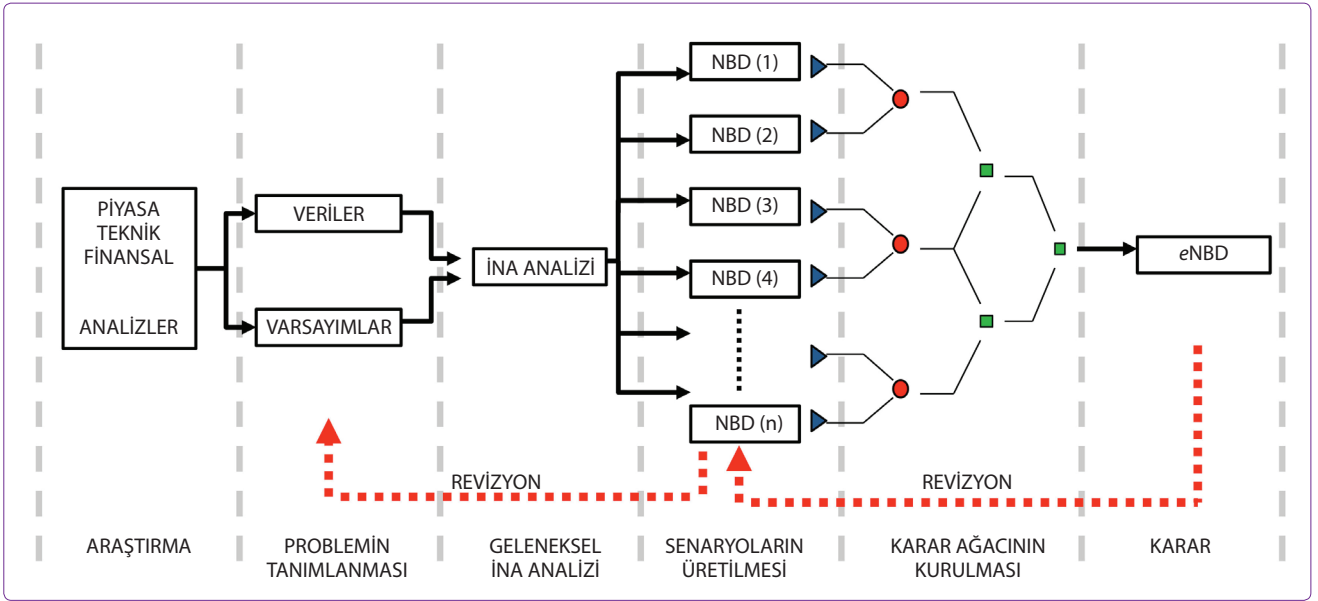 PİYASA
TEKNİK
FİNANSAL
ANALİZLER
VERİLER
VARSAYIMLAR
İNA ANALİZİ
NBD (1)
NBD (2)
NBD (3)
NBD (4)
NBD (n)
eNBD
REVİZYON
REVİZYON
ARAŞTIRMA
PROBLEMİN
TANIMLANMASI
GELENEKSEL
İNA ANALİZİ
SENARYOLARIN
ÜRETİLMESİ
KARAR AĞACININ
KURULMASI
KARAR